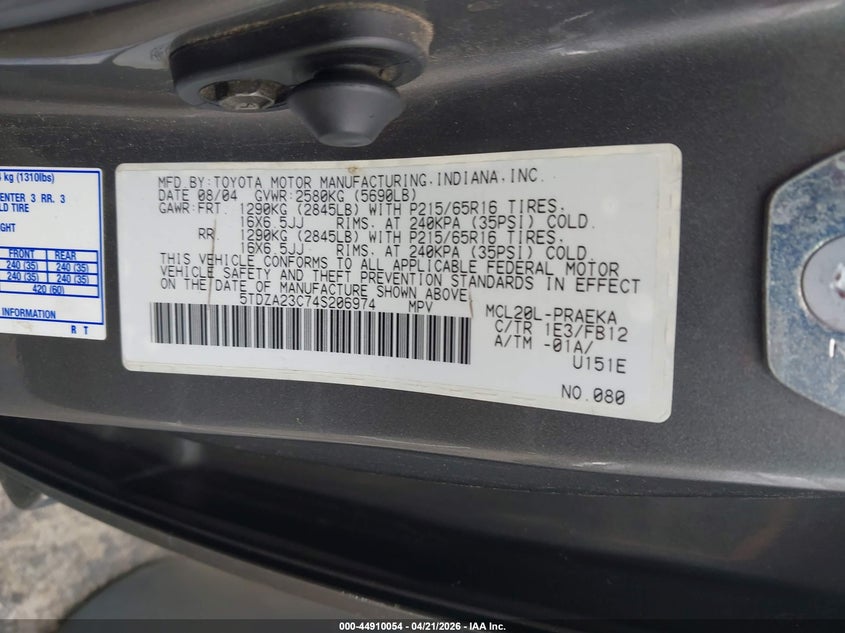 4 kg (1310lbs)
ENTER 3 RR. 3
LD TIRE
GHT
FRONT REAR
240 (35) 240 (35)
240 (35) 240 (35)
420 (60)
INFORMATION
R T
MFD.BY:TOYOTA MOTOR MANUFACTURING,INDIANA,INC.
DATE 08/04 GVWR:2580KG (5690LB)
GAWR:FRT. 1290KG (2845LB) WITH P215/65R16 TIRES.
16X6.5JJ RIMS. AT 240KPA (35PSI) COLD.
RR. 1290KG (2845LB) WITH P215/65R16 TIRES.
16X6.5JJ RIMS. AT 240KPA (35PSI) COLD.
THIS VEHICLE CONFORMS TO ALL APPLICABLE FEDERAL MOTOR
VEHICLE SAFETY AND THEFT PREVENTION STANDARDS IN EFFECT
ON THE DATE OF MANUFACTURE SHOWN ABOVE.
5TDZA23C74S206974 MPV
MCL20L-PRAEKA
C/TR 1E3/FB12
A/TM -01A/
U151E
NO.080
000-44910054 | 04/21/2026 | IAA Inc.